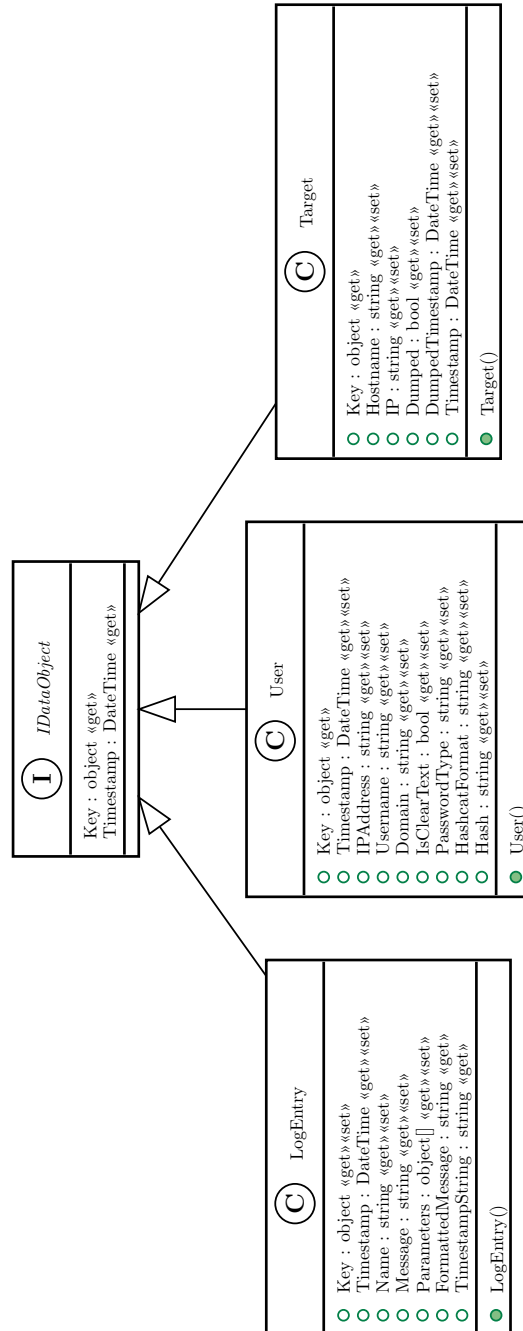 I IDataObject
Key : object «get»
Timestamp : DateTime «get»
C LogEntry
Key : object «get» «set»
Timestamp : DateTime «get» «set»
Name : string «get» «set»
Message : string «get» «set»
Parameters : object[] «get» «set»
FormattedMessage : string «get»
TimestampString : string «get»
LogEntry()
C User
Key : object «get»
Timestamp : DateTime «get» «set»
IPAddress : string «get» «set»
Username : string «get» «set»
Domain : string «get» «set»
IsClearText : bool «get» «set»
PasswordType : string «get» «set»
HashcatFormat : string «get» «set»
Hash : string «get» «set»
User()
C Target
Key : object «get»
Hostname : string «get» «set»
IP : string «get» «set»
Dumped : bool «get» «set»
DumpedTimestamp : DateTime «get» «set»
Timestamp : DateTime «get» «set»
Target()